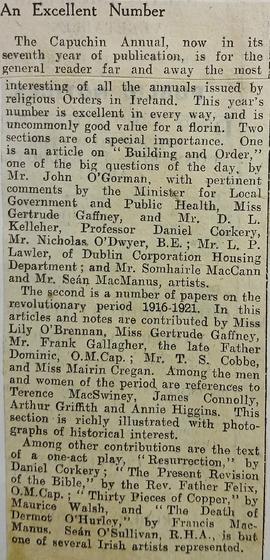 An Excellent Number
The Capuchin Annual, now in its
seventh year of publication, is for the
general reader far and away the most
interesting of all the annuals issued by
religious Orders in Ireland. This year's
number is excellent in every way, and is
uncommonly good value for a florin. Two
sections are of special importance. One
is an article on "Building and Order,"
one of the big questions of the day, by
Mr. John O'Gorman, with pertinent
comments by the Minister for Local
Government and Public Health, Miss
Gertrude Gaffney, and Mr. D. L.
Kelleher, Professor Daniel Corkery,
Mr. Nicholas O'Dwyer, B.E.; Mr. L. P.
Lawler, of Dublin Corporation Housing
Department; and Mr. Somhairle MacCann
and Mr. Seán MacManus, artists.
The second is a number of papers on the
revolutionary period 1916-1921. In this
articles and notes are contributed by Miss
Lily O'Brennan, Miss Gertrude Gaffney,
Mr. Frank Gallagher, the late Father
Dominic, O.M.Cap.; Mr. T. S. Cobbe,
and Miss Mairin Cregan. Among the men
and women of the period are references to
Terence MacSwiney, James Connolly,
Arthur Griffith and Annie Higgins. This
section is richly illustrated with photo-
graphs of historical interest.
Among other contributions are the text
of a one-act play, "Resurrection," by
Daniel Corkery; "The Present Revision
of the Bible," by the Rev. Father Felix,
O.M.Cap.; "Thirty Pieces of Copper," by
Maurice Walsh, and "The Death of
Dermot O'Hurley," by Francis Mac-
Manus. Seán O'Sullivan, R.H.A., is but
one of several Irish artists represented.